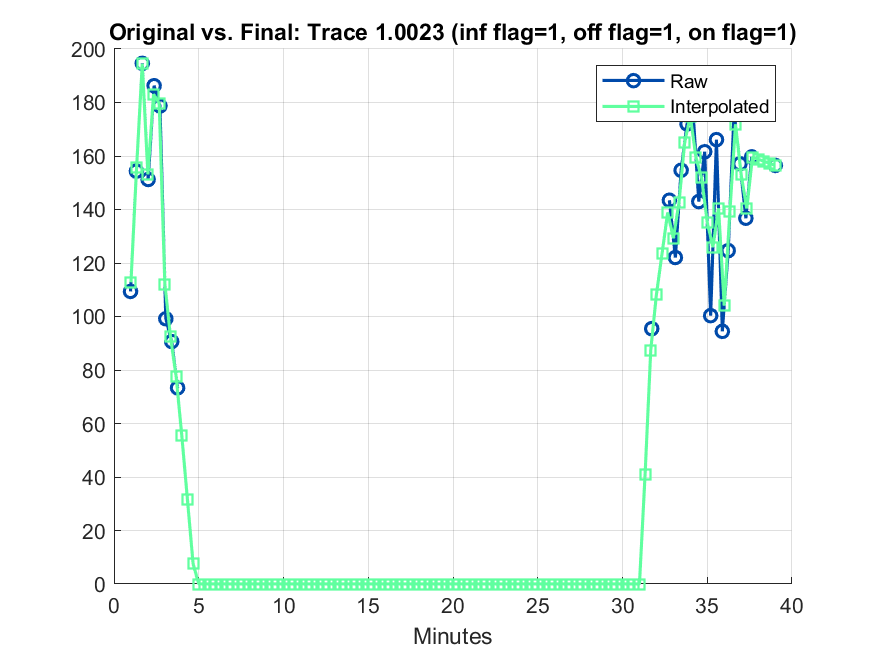 Original vs. Final: Trace 1.0023 (inf flag=1, off flag=1, on flag=1)
200
180
160
140
120
100
80
60
40
20
0
Raw
Interpolated
0 5 10 15 20 25 30 35 40
Minutes